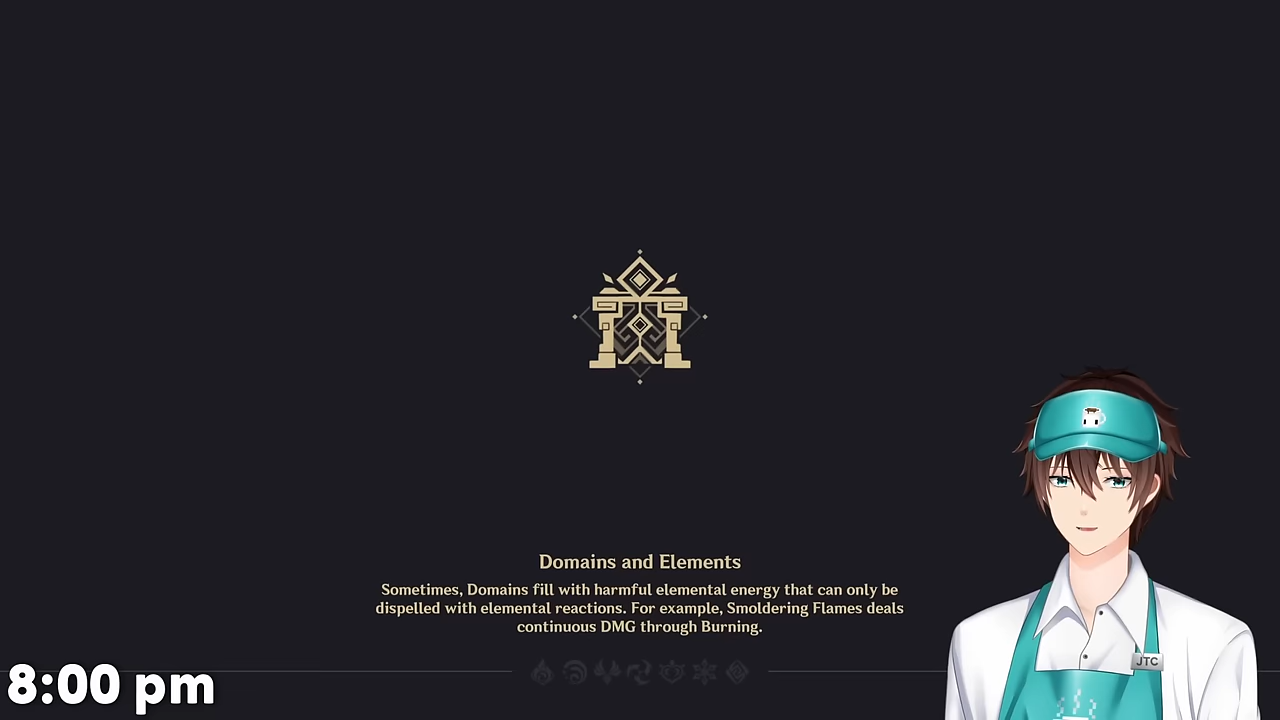 Domains and Elements
Sometimes, Domains fill with harmful elemental energy that can only be
dispelled with elemental reactions. For example, Smoldering Flames deals
continuous DMG through Burning.
JTC
8:00 pm